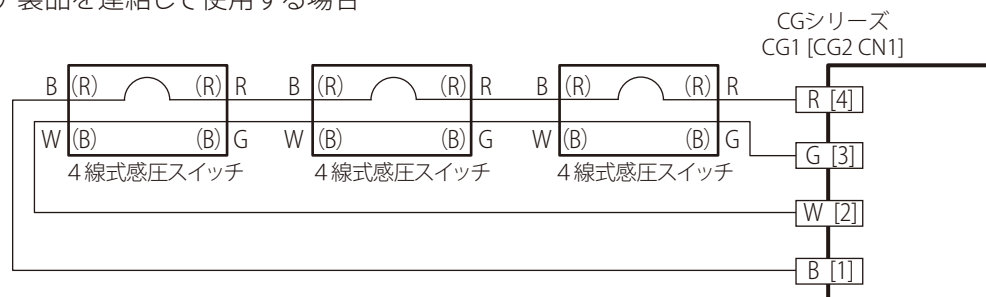 製品を連結して使用する場合
CGシリーズ
CG1 [CG2 CN1]
B (R) (R) R B (R) (R) R B (R) (R) R
R [4]
W (B) (B) G W (B) (B) G W (B) (B) G
G [3]
4線式感圧スイッチ 4線式感圧スイッチ 4線式感圧スイッチ
W [2]
B [1]